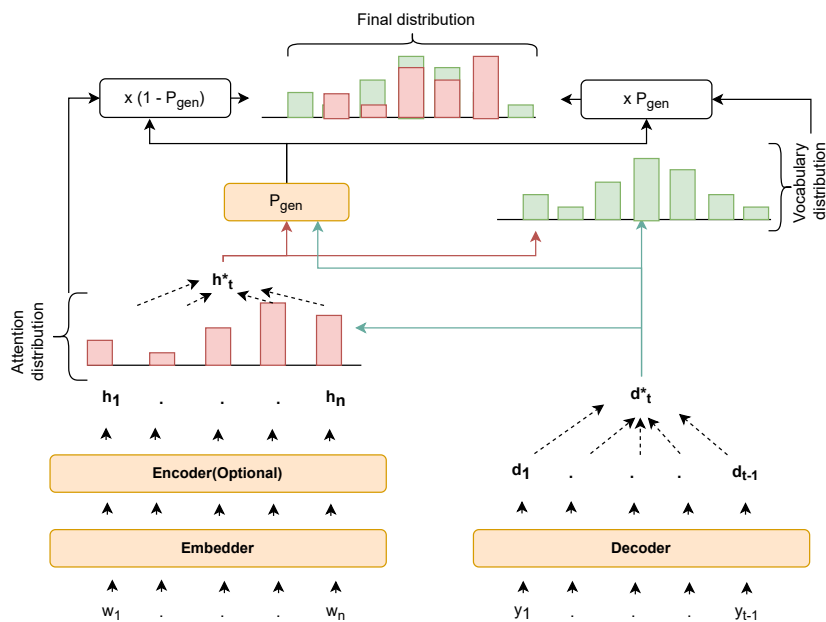 Final distribution
x (1 - Pgen)
x Pgen
Vocabulary
distribution
Pgen
h*t
Attention
distribution
h1 . . . hn
d*t
Encoder(Optional)
d1 . . . dt-1
Embedder
Decoder
w1 . . . wn
y1 . . . yt-1